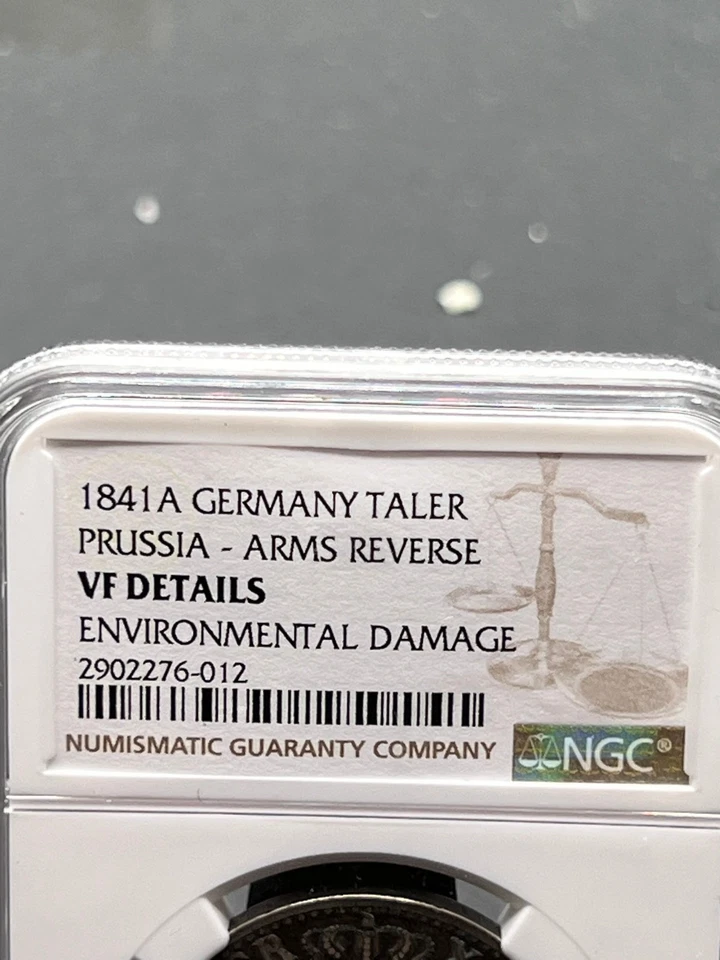 1841A GERMANY TALER
PRUSSIA - ARMS REVERSE
VF DETAILS
ENVIRONMENTAL DAMAGE
2902276-012
NUMISMATIC GUARANTY COMPANY
NGC®